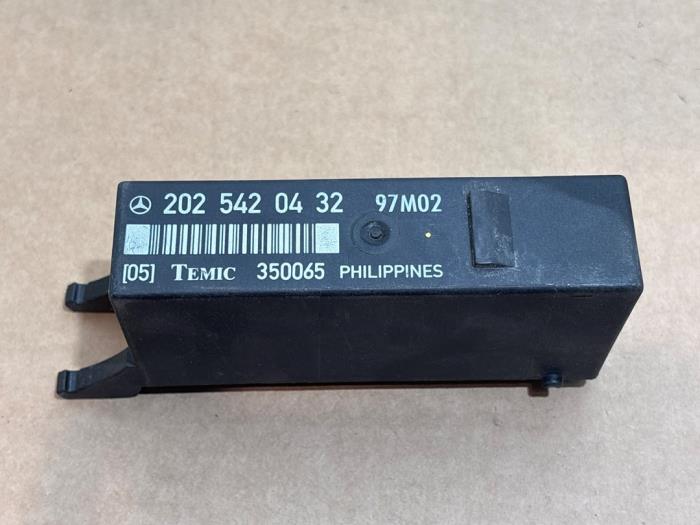 202 542 04 32 97M02
[05] TEMIC 350065 PHILIPPINES